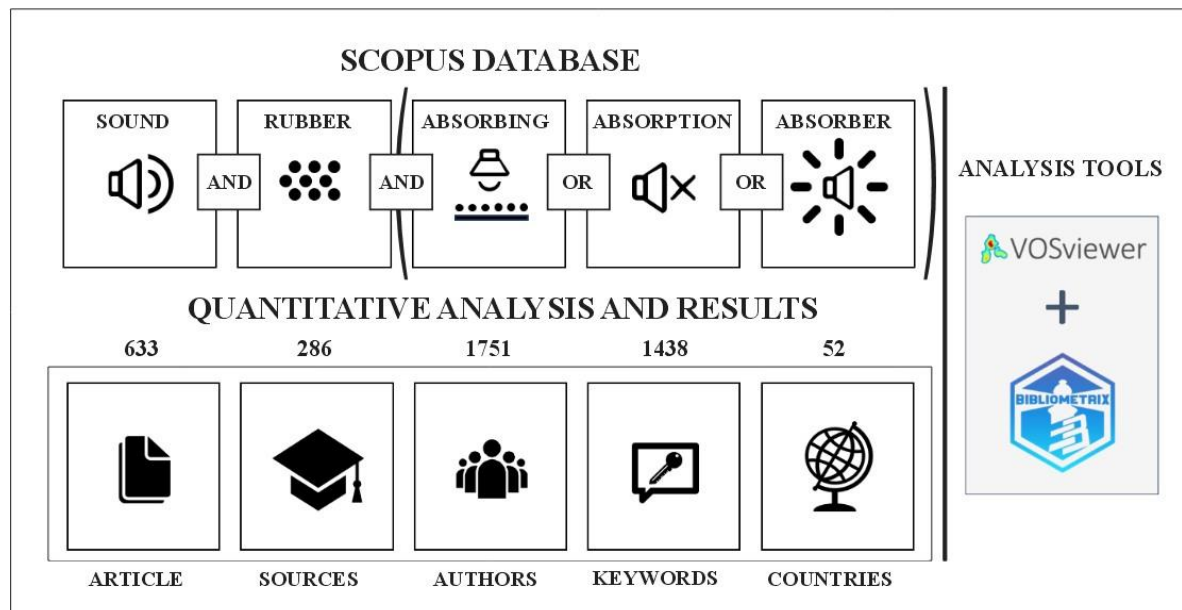 SCOPUS DATABASE
SOUND
RUBBER
ABSORBING
ABSORPTION
ABSORBER
AND
AND
OR
OR
ANALYSIS TOOLS
VOSviewer
+
BIBLIOMETRIX
QUANTITATIVE ANALYSIS AND RESULTS
633
286
1751
1438
52
ARTICLE
SOURCES
AUTHORS
KEYWORDS
COUNTRIES